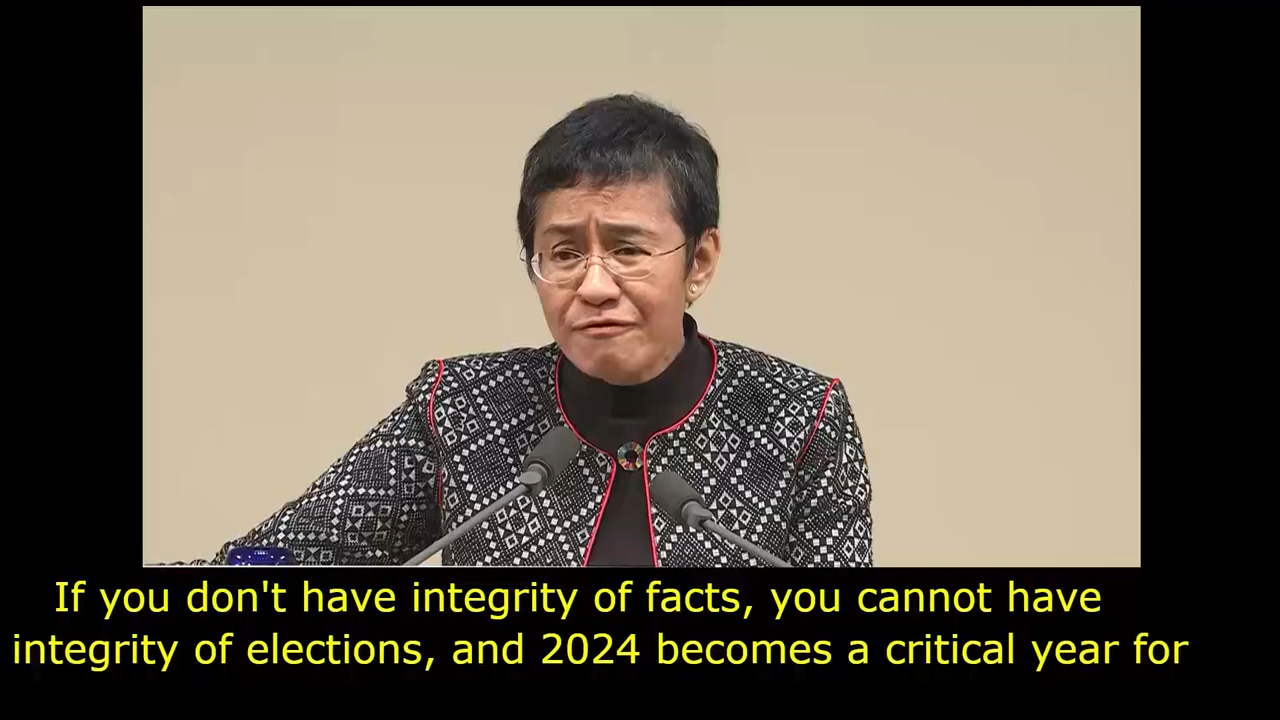 If you don't have integrity of facts, you cannot have
integrity of elections, and 2024 becomes a critical year for